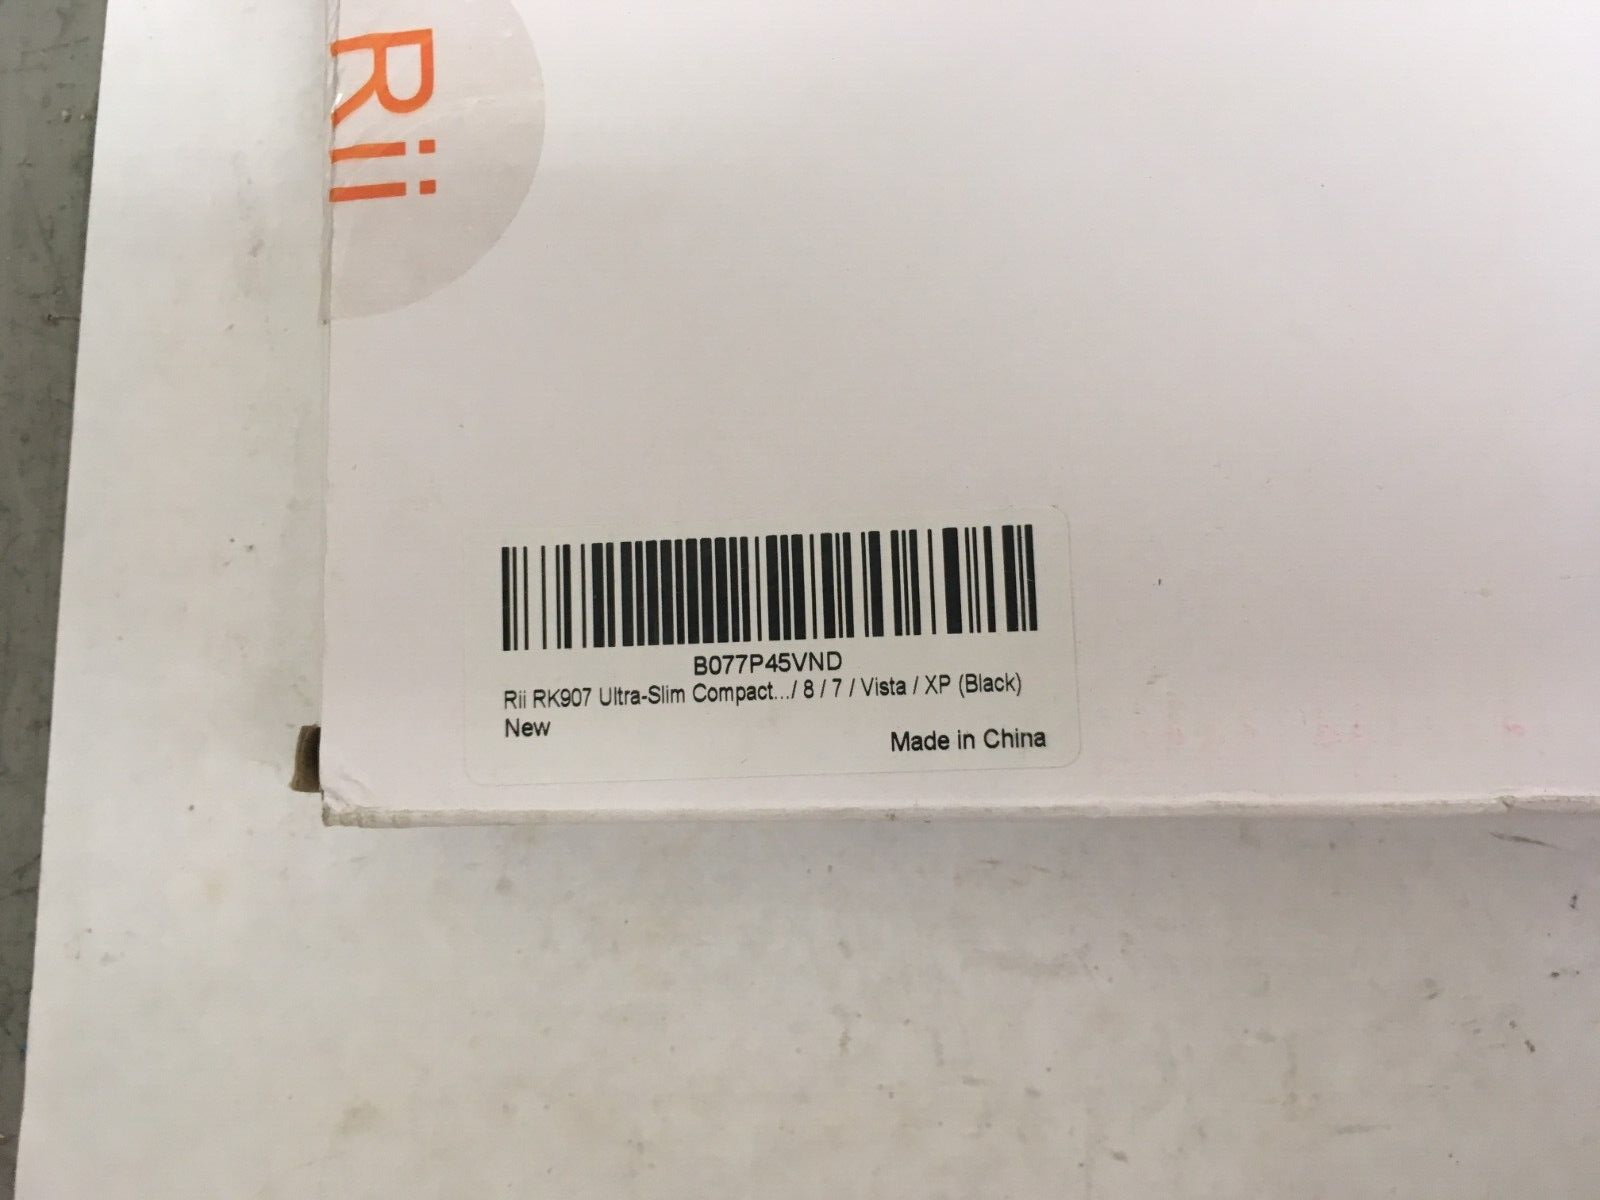 Rii
B077P45VND
Rii RK907 Ultra-Slim Compact.../ 8 / 7 / Vista / XP (Black)
New
Made in China